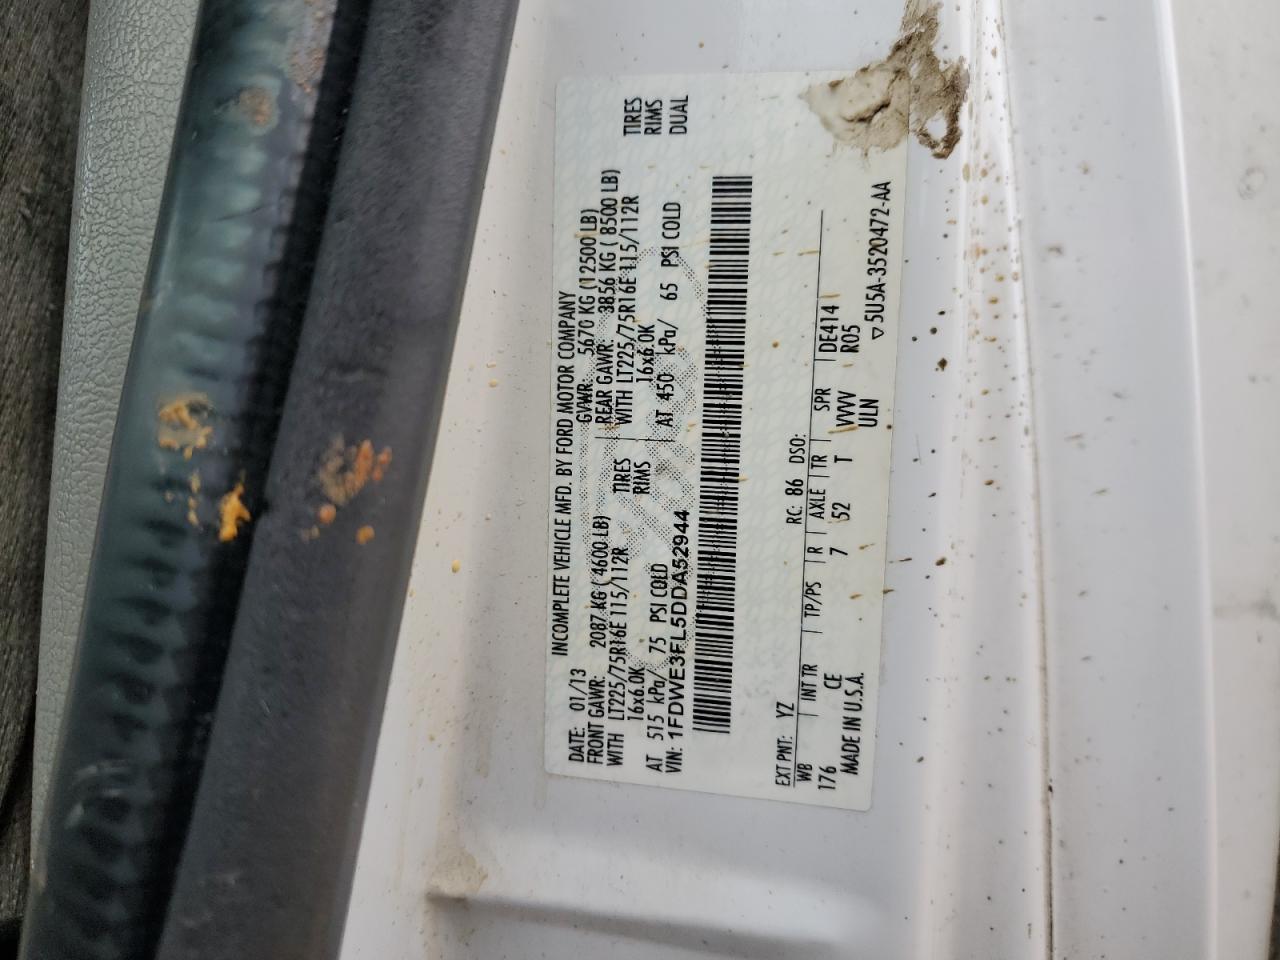 INCOMPLETE VEHICLE MFD. BY FORD MOTOR COMPANY
DATE: 01/13 GVWR: 5670 KG (12500 LB)
FRONT GAWR: 2087 KG ( 4600 LB) REAR GAWR: 3856 KG ( 8500 LB)
WITH LT225/75R16E 115/112R TIRES WITH LT225/75R16E 115/112R TIRES
16x6.0K RIMS 16x6.0K RIMS
AT 515 kPa/ 75 PSI COLD AT 450 kPa/ 65 PSI COLD DUAL
VIN: 1FDWE3FL5DDA52944
EXT PNT: YZ RC: 86 DSO:
WB INT TR TP/PS R AXLE TR SPR DE414
176 CE 7 52 T VVV R05
MADE IN U.S.A. ULN ▽ 5U5A-3520472-AA